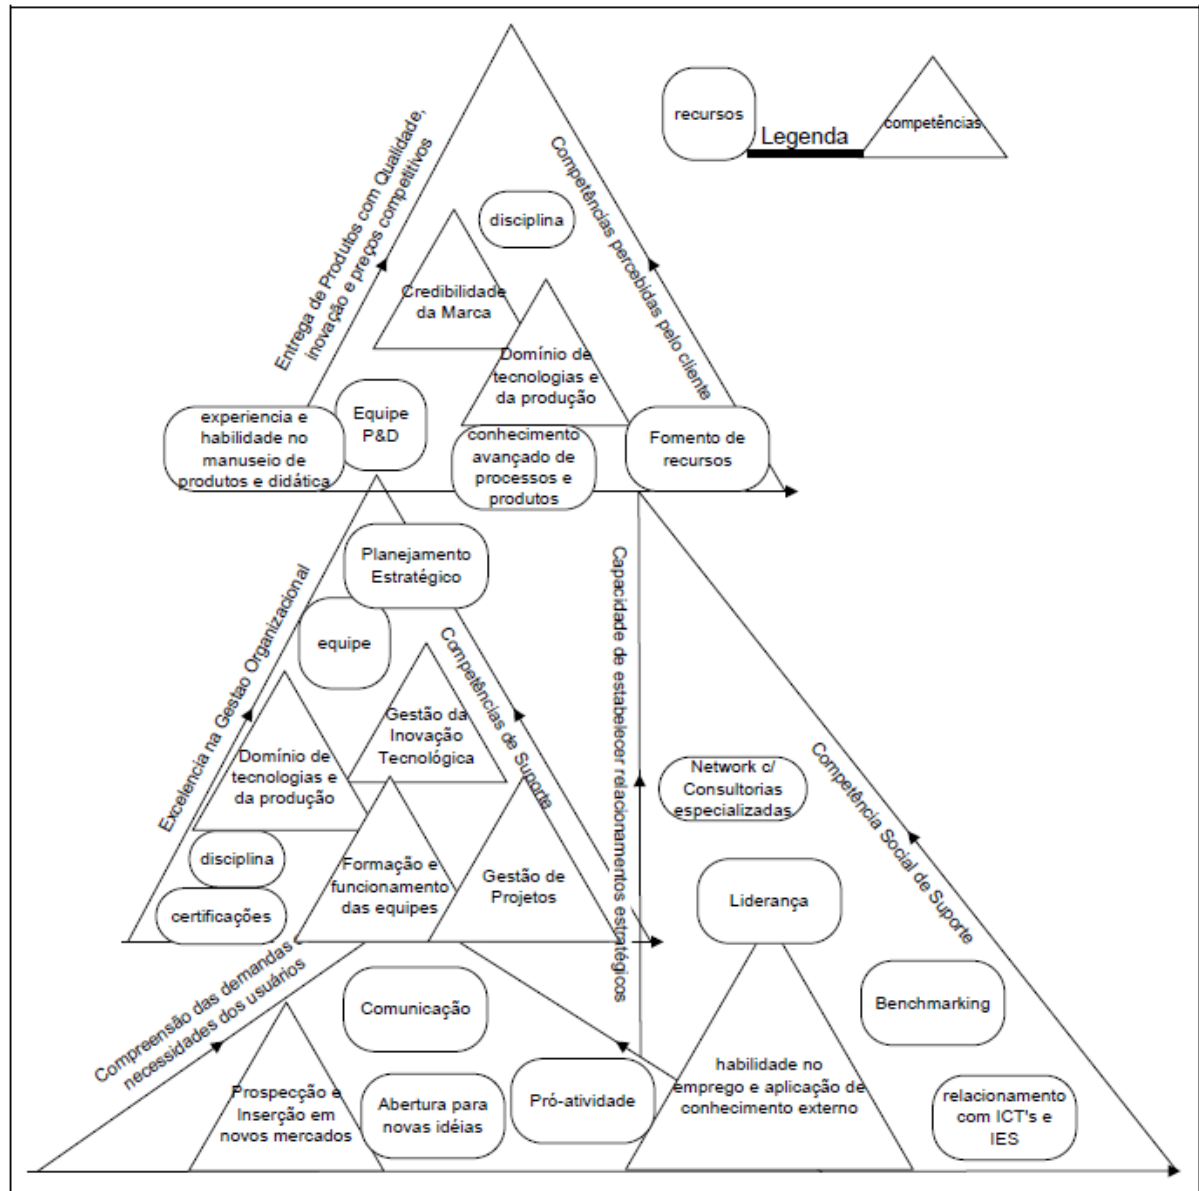 recursos
Legenda
competências
Entrega de Produtos com Qualidade,
inovação e preços competitivos
Competências percebidas pelo cliente
disciplina
Credibilidade
da Marca
Domínio de
tecnologias e
da produção
Equipe
P&D
experiencia e
habilidade no
manuseio de
produtos e didática
conhecimento
avançado de
processos e
produtos
Fomento de
recursos
Excelencia na Gestao Organizacional
Planejamento
Estratégico
equipe
Competências de Suporte
Gestão da
Inovação
Tecnológica
Domínio de
tecnologias e
da produção
disciplina
certificações
Formação e
funcionamento
das equipes
Gestão de
Projetos
Capacidade de estabelecer relacionamentos estratégicos
Competência Social de Suporte
Network c/
Consultorias
especializadas
Liderança
Benchmarking
habilidade no
emprego e aplicação de
conhecimento externo
relacionamento
com ICT's e
IES
Compreensão das demandas
necessidades dos usuários
Comunicação
Prospecção e
Inserção em
novos mercados
Abertura para
novas idéias
Pró-atividade